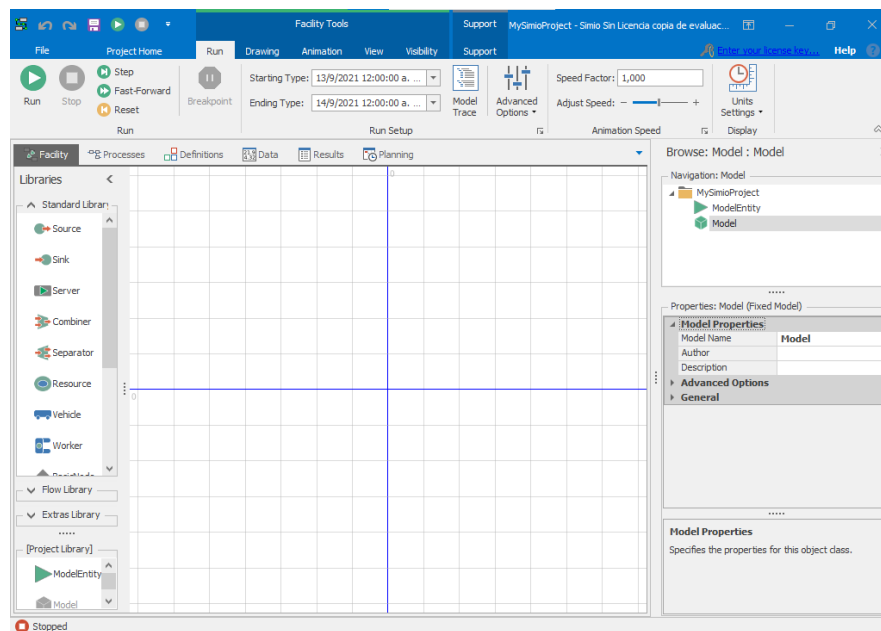 Facility Tools
Support
MySimioProject - Simio Sin Licencia copia de evaluac...
File
Project Home
Run
Drawing
Animation
View
Visibility
Support
Enter your license key...
Help
Run
Stop
Step
Fast-Forward
Reset
Breakpoint
Starting Type: 13/9/2021 12:00:00 a. ...
Ending Type: 14/9/2021 12:00:00 a. ...
Model Trace
Advanced Options
Speed Factor: 1,000
Adjust Speed: − +
Units Settings
Run
Run Setup
Animation Speed
Display
Facility
Processes
Definitions
Data
Results
Planning
Browse: Model : Model
Libraries
Navigation: Model
Standard Library
MySimioProject
ModelEntity
Model
Source
Sink
Server
Combiner
Separator
Resource
Vehicle
Worker
BasicNode
Flow Library
Extras Library
[Project Library]
ModelEntity
Model
0
0
Properties: Model (Fixed Model)
Model Properties
Model Name Model
Author
Description
Advanced Options
General
Model Properties
Specifies the properties for this object class.
Stopped